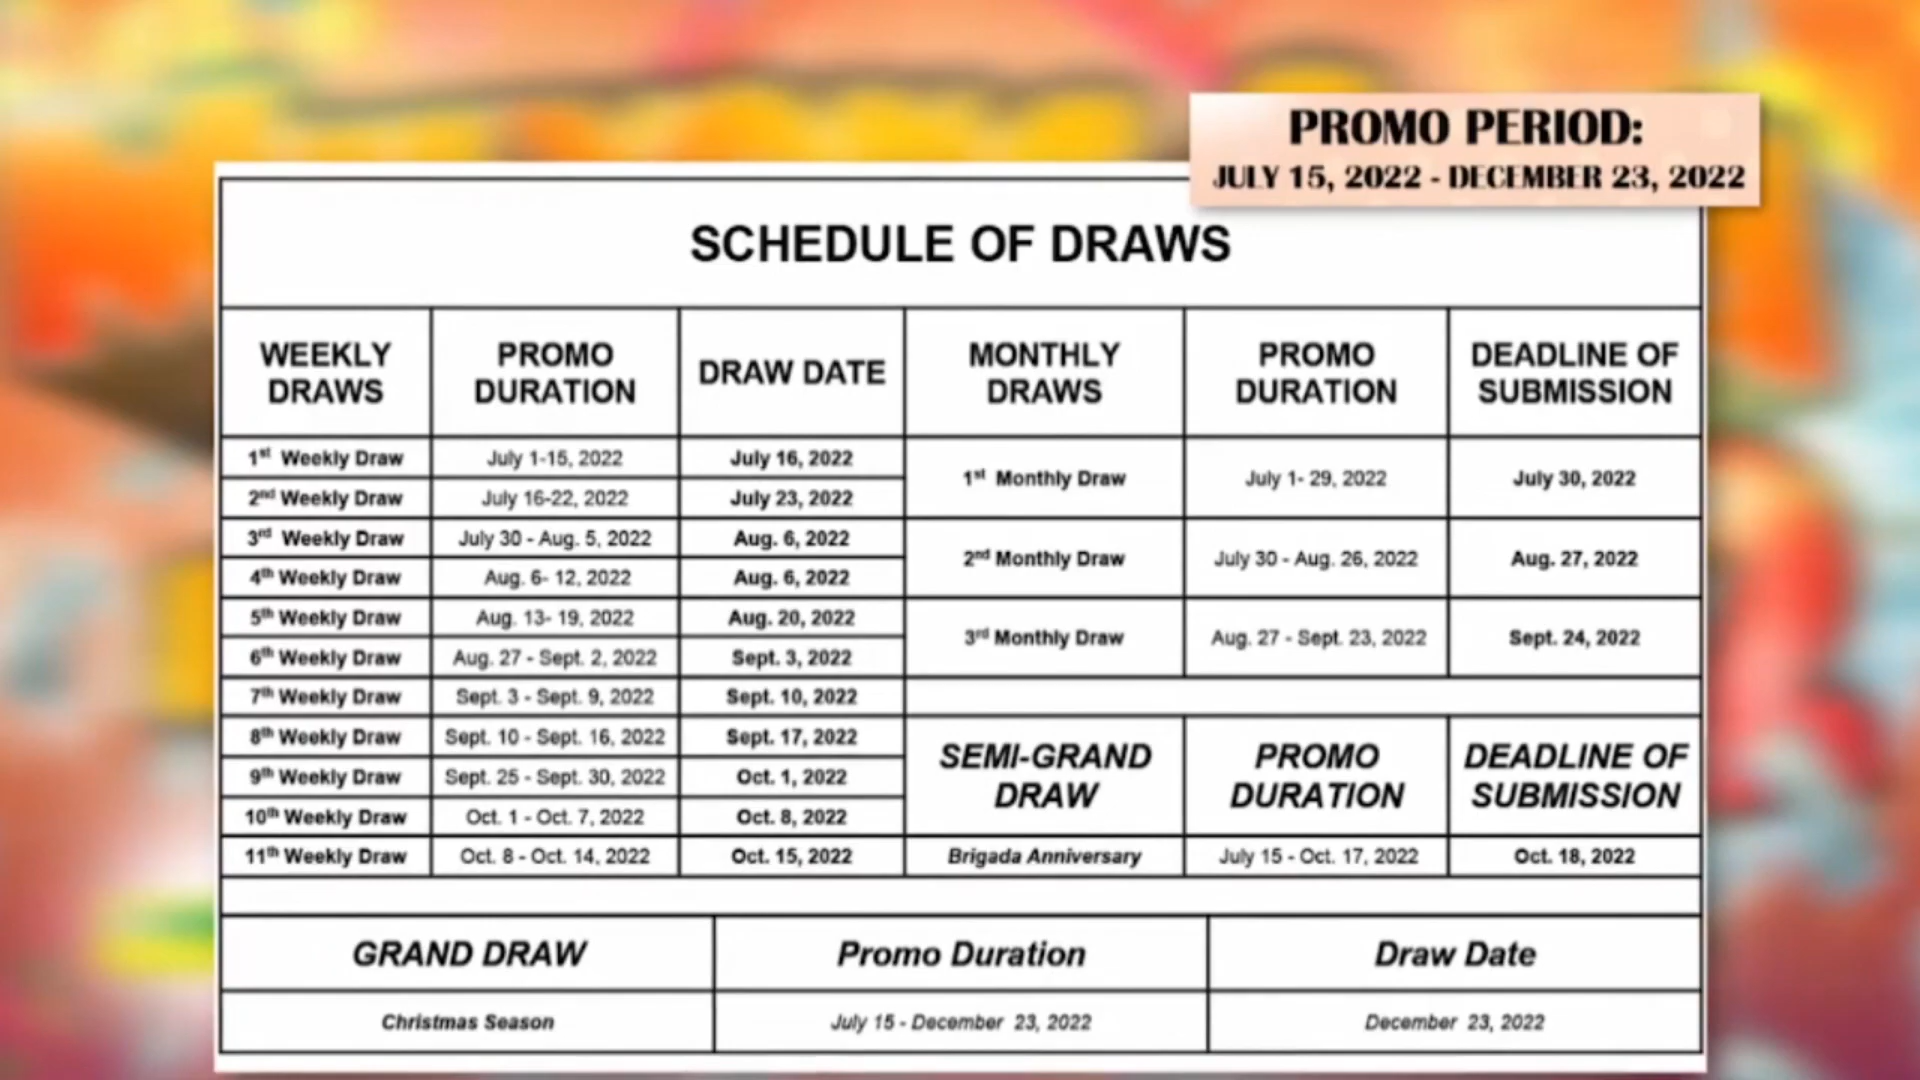 PROMO PERIOD:
JULY 15, 2022 - DECEMBER 23, 2022
SCHEDULE OF DRAWS
WEEKLY DRAWS PROMO DURATION DRAW DATE MONTHLY DRAWS PROMO DURATION DEADLINE OF SUBMISSION
1st Weekly Draw July 1-15, 2022 July 16, 2022
1st Monthly Draw July 1- 29, 2022 July 30, 2022
2nd Weekly Draw July 16-22, 2022 July 23, 2022
3rd Weekly Draw July 30 - Aug. 5, 2022 Aug. 6, 2022
2nd Monthly Draw July 30 - Aug. 26, 2022 Aug. 27, 2022
4th Weekly Draw Aug. 6- 12, 2022 Aug. 6, 2022
5th Weekly Draw Aug. 13- 19, 2022 Aug. 20, 2022
3rd Monthly Draw Aug. 27 - Sept. 23, 2022 Sept. 24, 2022
6th Weekly Draw Aug. 27 - Sept. 2, 2022 Sept. 3, 2022
7th Weekly Draw Sept. 3 - Sept. 9, 2022 Sept. 10, 2022
8th Weekly Draw Sept. 10 - Sept. 16, 2022 Sept. 17, 2022
SEMI-GRAND DRAW PROMO DURATION DEADLINE OF SUBMISSION
9th Weekly Draw Sept. 25 - Sept. 30, 2022 Oct. 1, 2022
10th Weekly Draw Oct. 1 - Oct. 7, 2022 Oct. 8, 2022
11th Weekly Draw Oct. 8 - Oct. 14, 2022 Oct. 15, 2022 Brigada Anniversary July 15 - Oct. 17, 2022 Oct. 18, 2022
GRAND DRAW Promo Duration Draw Date
Christmas Season July 15 - December 23, 2022 December 23, 2022